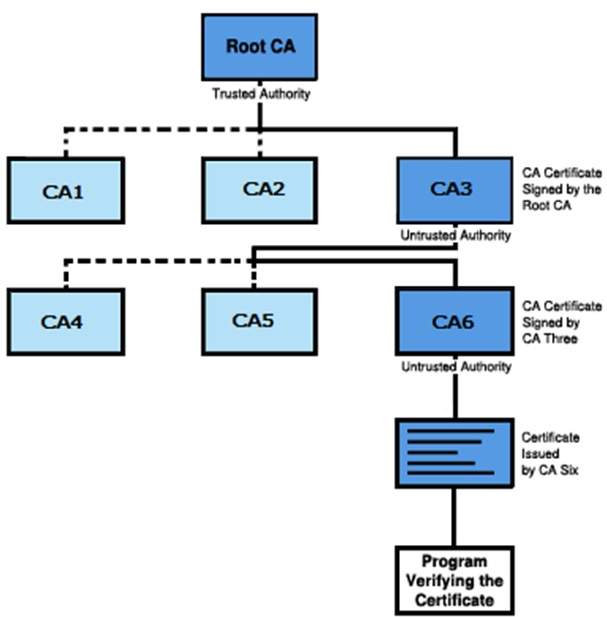 Root CA
Trusted Authority
CA1
CA2
CA3
CA Certificate
Signed by the
Root CA
Untrusted Authority
CA4
CA5
CA6
CA Certificate
Signed by
CA Three
Untrusted Authority
Certificate
Issued
by CA Six
Program
Verifying the
Certificate